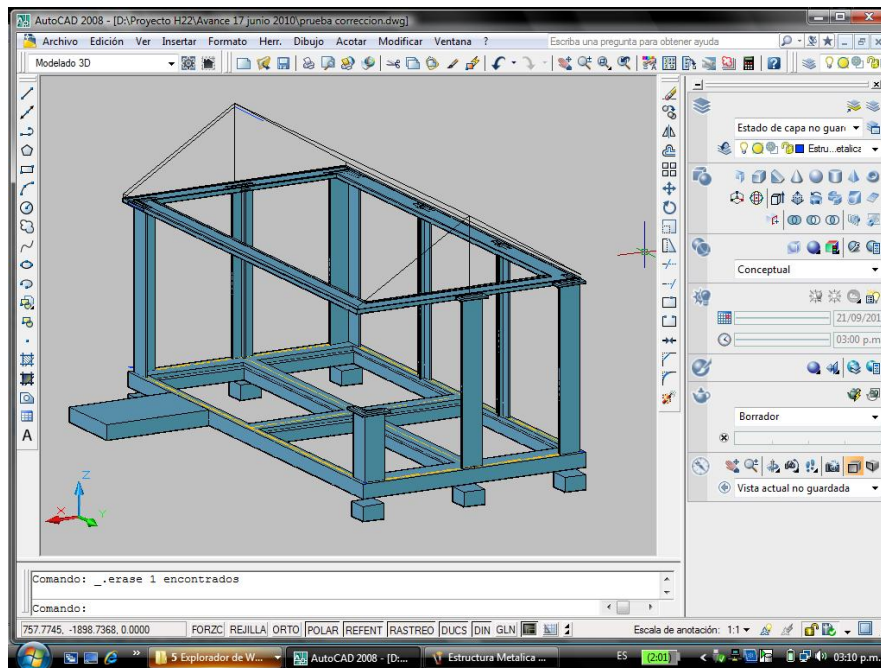 AutoCAD 2008 - [D:\Proyecto H22\Avance 17 junio 2010\prueba correccion.dwg]
Archivo Edición Ver Insertar Formato Herr. Dibujo Acotar Modificar Ventana ? Escriba una pregunta para obtener ayuda
Modelado 3D
Estado de capa no guar
Estru...etalica
Conceptual
21/09/201
03:00 p.m
Borrador
Vista actual no guardada
Z
X
Y
A
Comando: _.erase 1 encontrados
Comando:
757.7745, -1898.7368, 0.0000 FORZC REJILLA ORTO POLAR REFENT RASTREO DUCS DIN GLN Escala de anotación: 1:1
5 Explorador de W... AutoCAD 2008 - [D:... Estructura Metalica ... ES (2:01) 03:10 p.m.